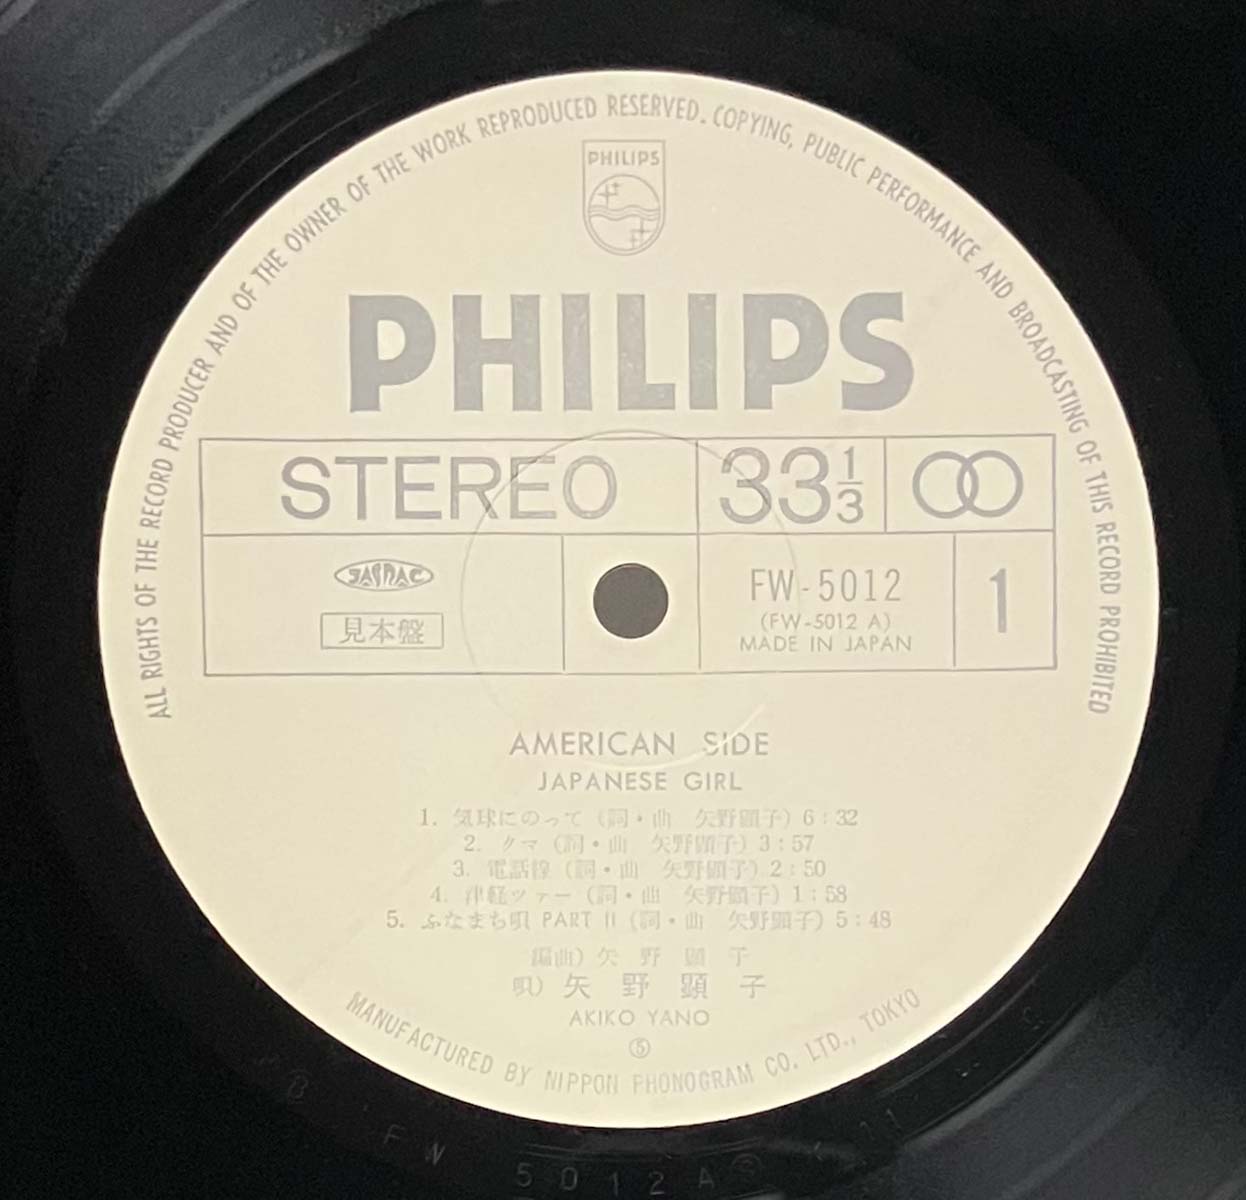 ALL RIGHTS OF THE RECORD PRODUCER AND OF THE OWNER OF THE WORK REPRODUCED RESERVED. COPYING, PUBLIC PERFORMANCE AND BROADCASTING OF THIS RECORD PROHIBITED
PHILIPS
PHILIPS
STEREO 33 1/3
JASRAC
見本盤
FW-5012
(FW-5012 A)
MADE IN JAPAN
1
AMERICAN SIDE
JAPANESE GIRL
1. 気球にのって (詞・曲 矢野顕子) 6:32
2. クマ (詞・曲 矢野顕子) 3:57
3. 電話線 (詞・曲 矢野顕子) 2:50
4. 津軽ツァー (詞・曲 矢野顕子) 1:58
5. ふなまち唄 PART II (詞・曲 矢野顕子) 5:48
編曲) 矢野顕子
唄) 矢野顕子
AKIKO YANO
⑤
MANUFACTURED BY NIPPON PHONOGRAM CO. LTD., TOKYO
FW 5012A